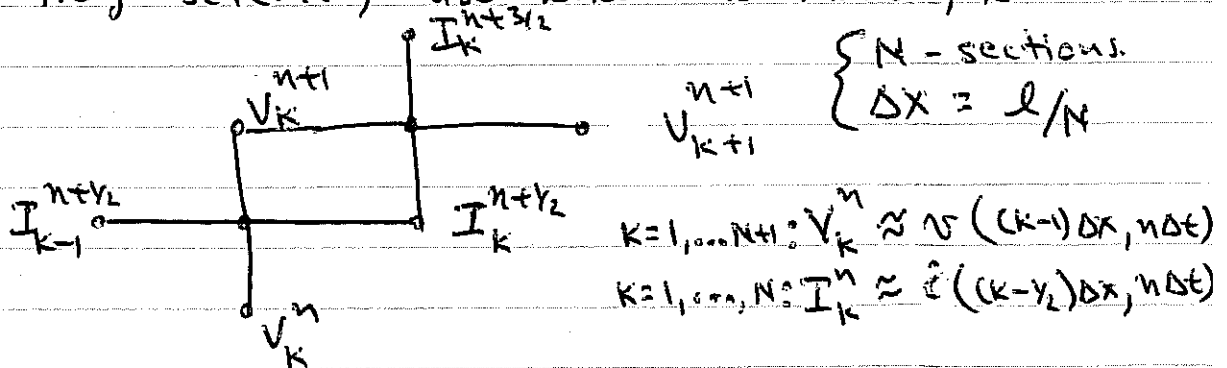 I_k^{n+3/2}
{ N - sections.
V_k^{n+1}
V_{k+1}^{n+1}
Δx = l/N
I_{k-1}^{n+1/2}
I_k^{n+1/2}
k=1,...N+1: V_k^n ≈ v((k-1)Δx, nΔt)
k=1,...,N: I_k^n ≈ i((k-1/2)Δx, nΔt)
V_k^n